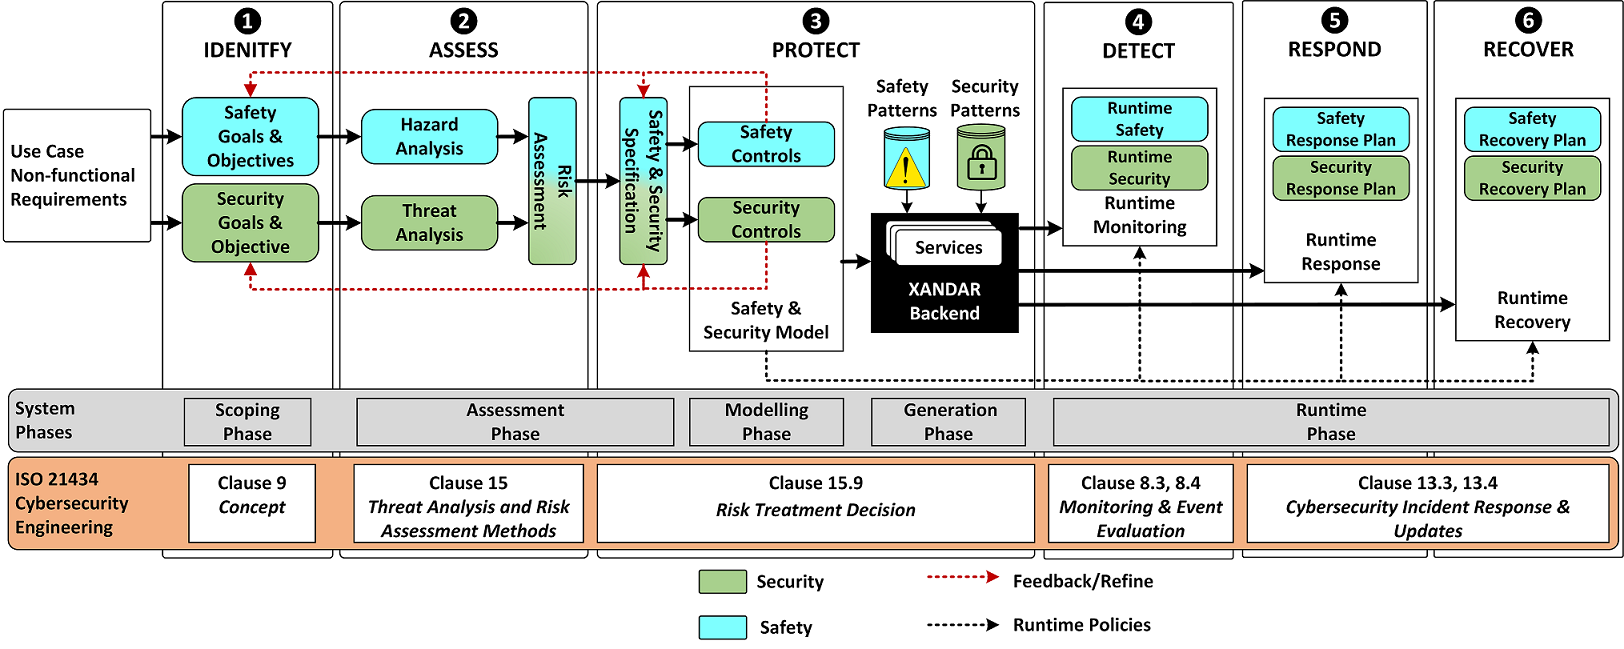 1
IDENITFY
2
ASSESS
3
PROTECT
4
DETECT
5
RESPOND
6
RECOVER
Use Case
Non-functional
Requirements
Safety
Goals &
Objectives
Security
Goals &
Objective
Hazard
Analysis
Threat
Analysis
Risk
Assessment
Safety & Security
Specification
Safety
Controls
Security
Controls
Safety &
Security Model
Safety
Patterns
Security
Patterns
Services
XANDAR
Backend
Runtime
Safety
Runtime
Security
Runtime
Monitoring
Safety
Response Plan
Security
Response Plan
Runtime
Response
Safety
Recovery Plan
Security
Recovery Plan
Runtime
Recovery
System
Phases
Scoping
Phase
Assessment
Phase
Modelling
Phase
Generation
Phase
Runtime
Phase
ISO 21434
Cybersecurity
Engineering
Clause 9
Concept
Clause 15
Threat Analysis and Risk
Assessment Methods
Clause 15.9
Risk Treatment Decision
Clause 8.3, 8.4
Monitoring & Event
Evaluation
Clause 13.3, 13.4
Cybersecurity Incident Response &
Updates
Security
Feedback/Refine
Safety
Runtime Policies